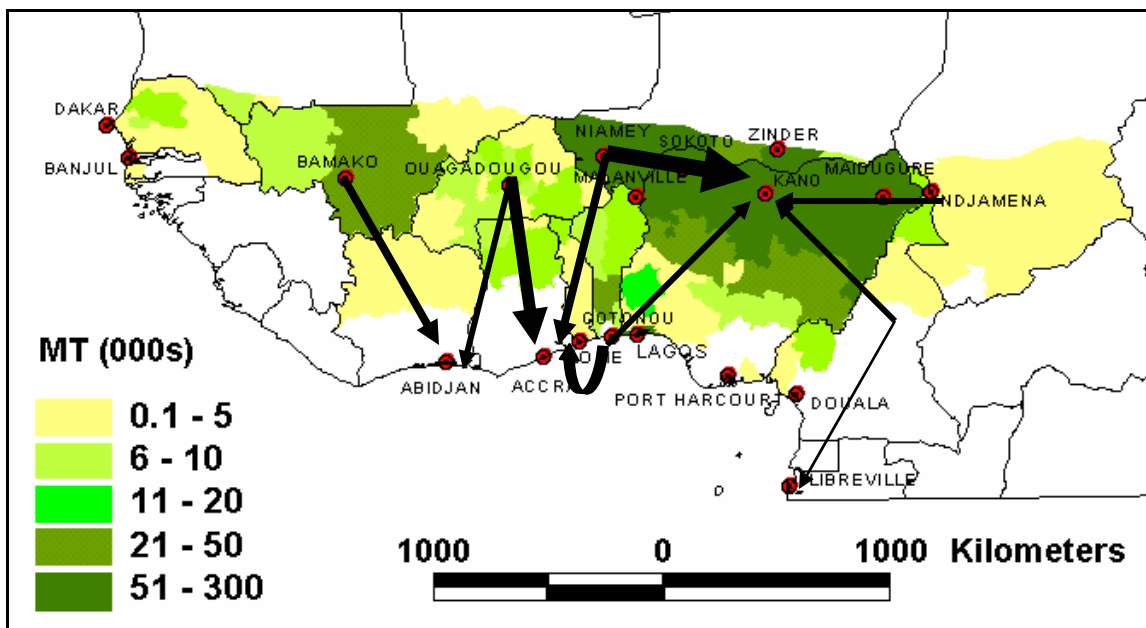 DAKAR
BANJUL
BAMAKO
OUAGADOUGOU
NIAMEY
MALANVILLE
SOKOTO
ZINDER
KANO
MAIDUGURE
NDJAMENA
COTONOU
LAGOS
ABIDJAN
ACCRA
PORT HARCOURT
DOUALA
LIBREVILLE
MT (000s)
0.1 - 5
6 - 10
11 - 20
21 - 50
51 - 300
1000 0 1000 Kilometers